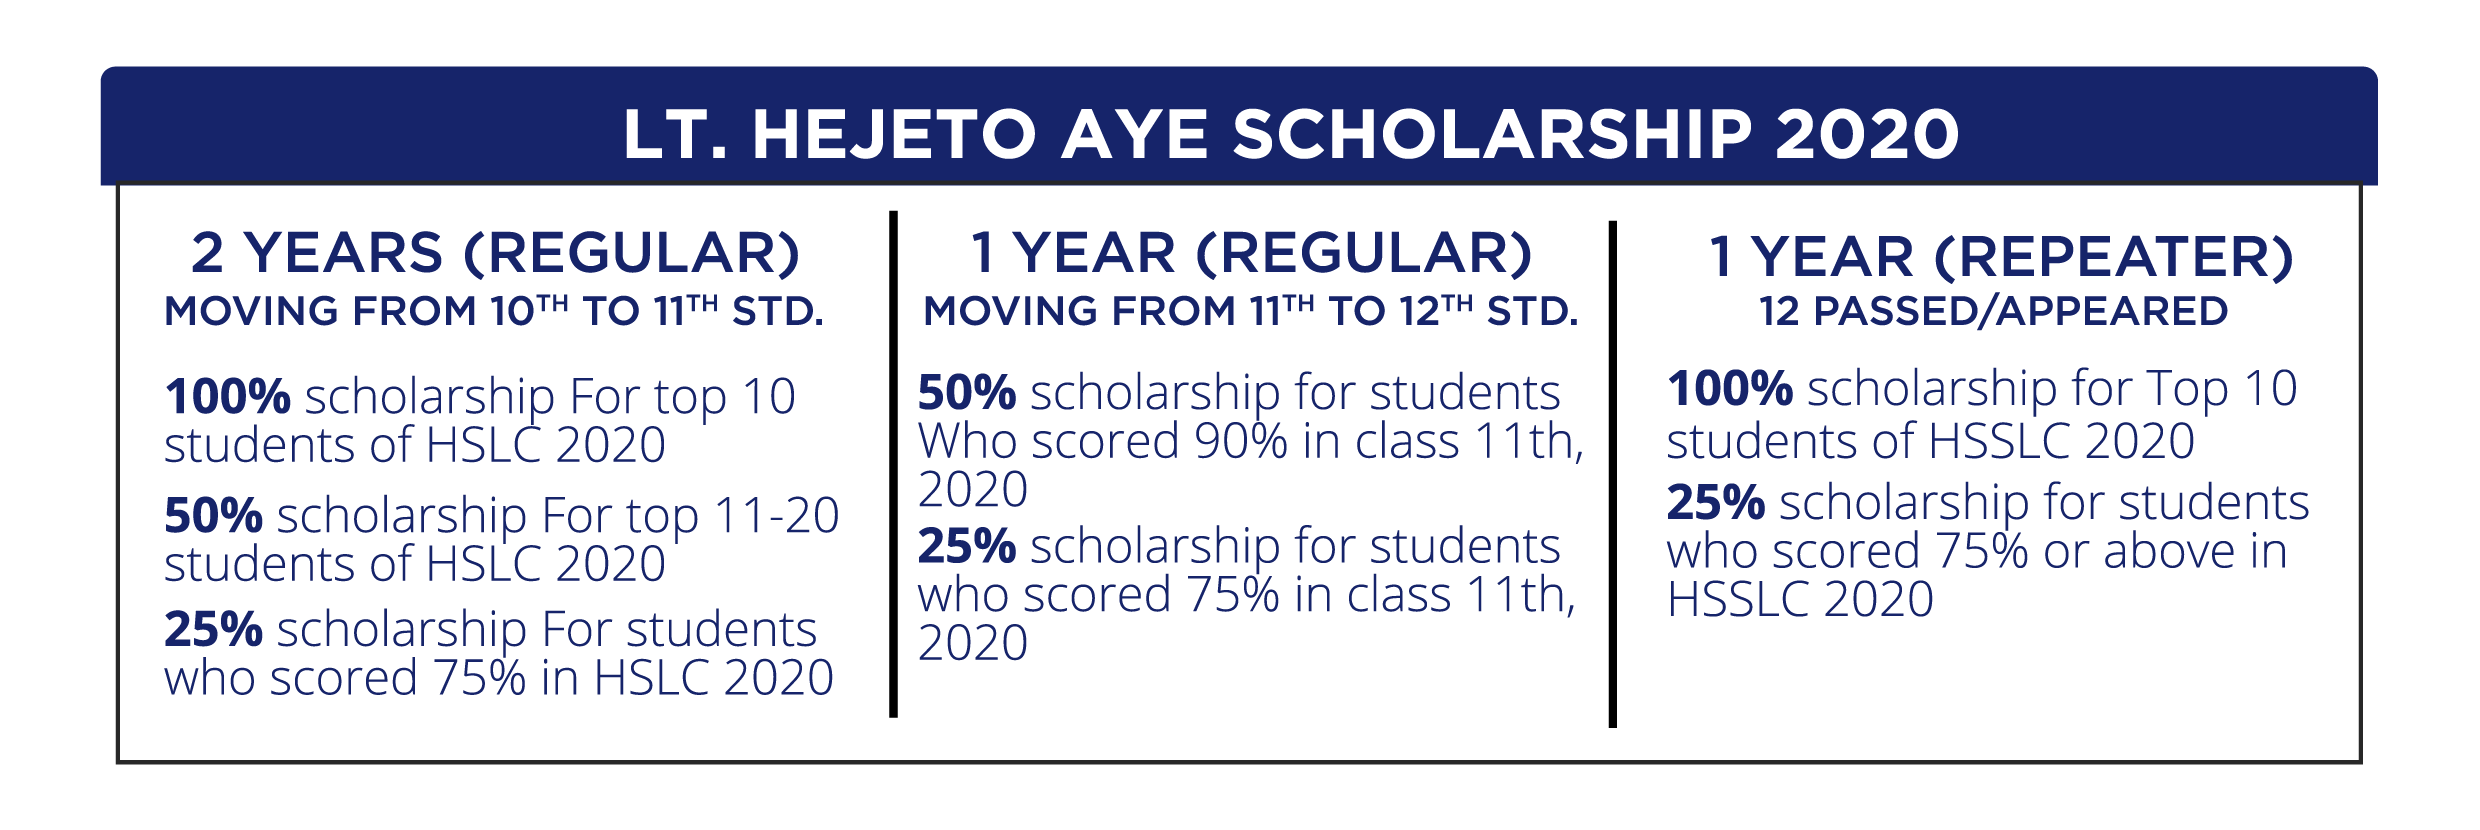 LT. HEJETO AYE SCHOLARSHIP 2020
2 YEARS (REGULAR)
MOVING FROM 10TH TO 11TH STD.
100% scholarship For top 10
students of HSLC 2020
50% scholarship For top 11-20
students of HSLC 2020
25% scholarship For students
who scored 75% in HSLC 2020
1 YEAR (REGULAR)
MOVING FROM 11TH TO 12TH STD.
50% scholarship for students
Who scored 90% in class 11th,
2020
25% scholarship for students
who scored 75% in class 11th,
2020
1 YEAR (REPEATER)
12 PASSED/APPEARED
100% scholarship for Top 10
students of HSSLC 2020
25% scholarship for students
who scored 75% or above in
HSSLC 2020